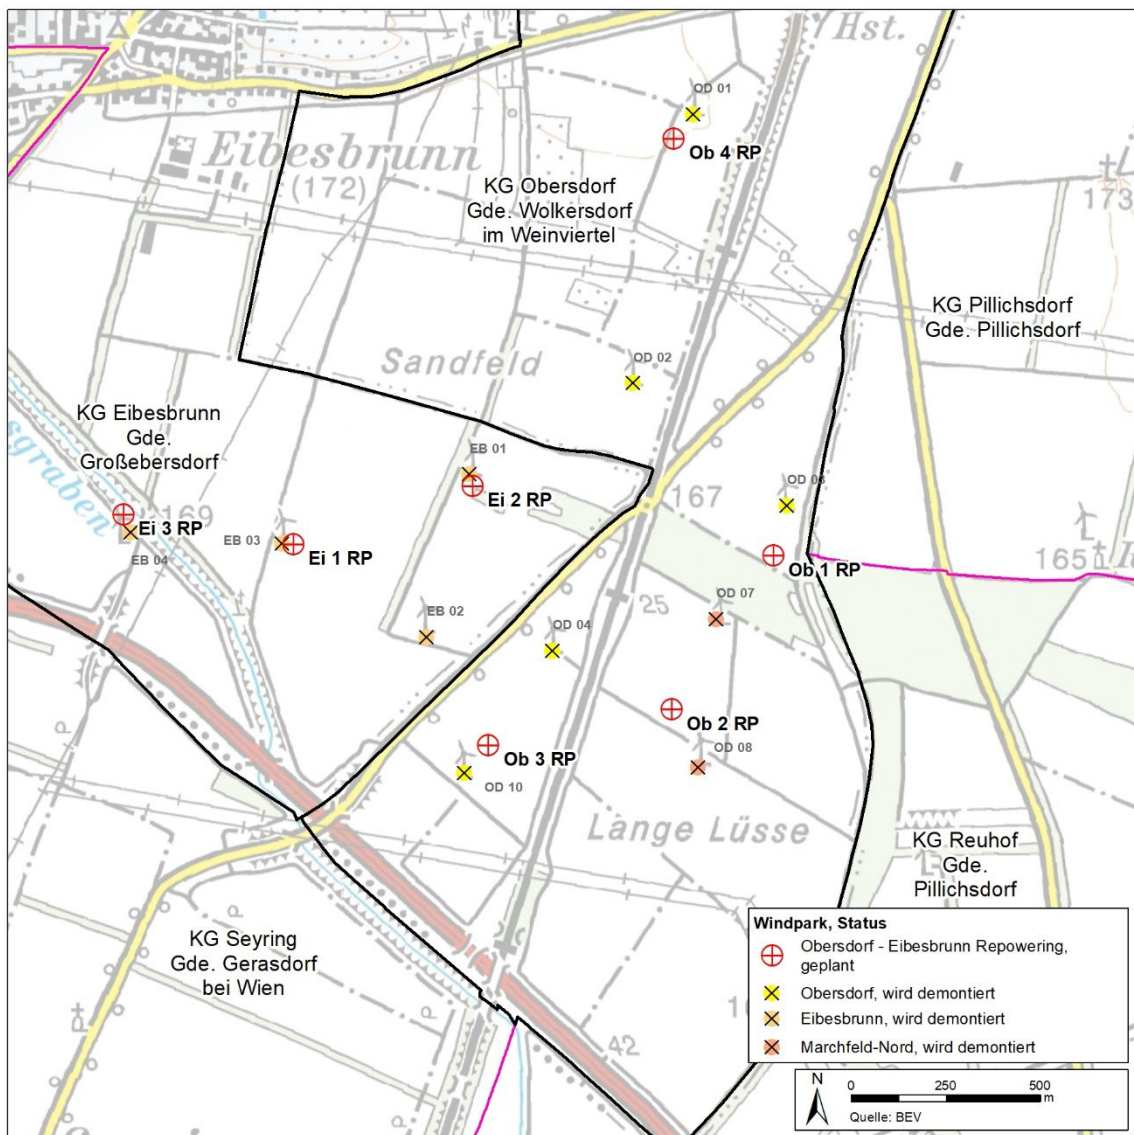 Hst.
OD 01
Ob 4 RP
Eibesbrunn
(172)
KG Obersdorf
Gde. Wolkersdorf
im Weinviertel
173
P
KG Pillichsdorf
Gde. Pillichsdorf
Sandfeld
OD 02
KG Eibesbrunn
Gde.
Großebersdorf
sgraben
EB 01
Ei 2 RP
167
169
Ei 3 RP
EB 04
EB 03
Ei 1 RP
Ob 1 RP
165
25
OD 07
EB 02
OD 04
Ob 2 RP
OD 08
Ob 3 RP
OD 10
Lange Lüsse
KG Reuhof
Gde.
Pillichsdorf
P
P
KG Seyring
Gde. Gerasdorf
bei Wien
P
42
Windpark, Status
Obersdorf - Eibesbrunn Repowering,
geplant
Obersdorf, wird demontiert
Eibesbrunn, wird demontiert
Marchfeld-Nord, wird demontiert
N
0 250 500
m
Quelle: BEV